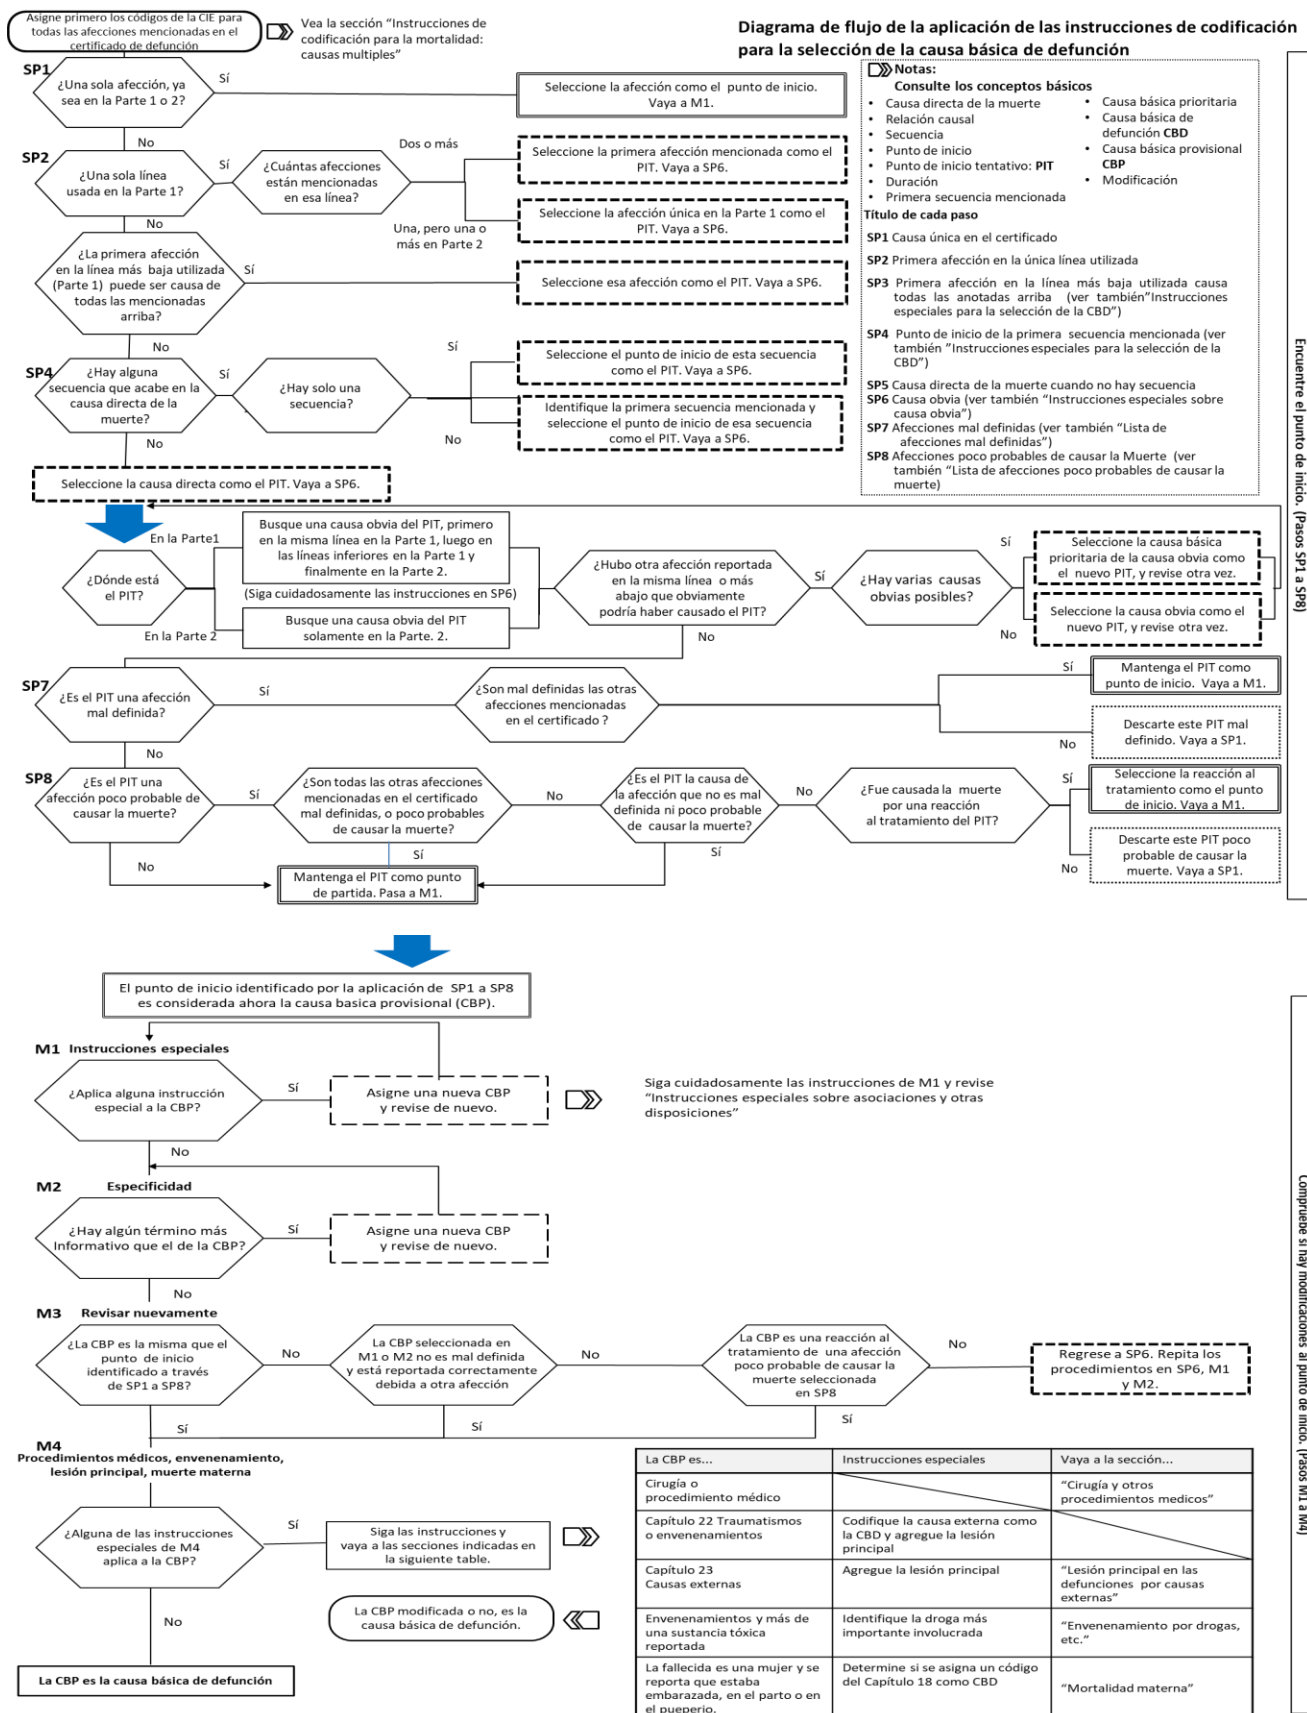 Asigne primero los códigos de la CIE para
todas las afecciones mencionadas en el
certificado de defunción
Vea la sección “Instrucciones de
codificación para la mortalidad:
causas multiples”
Diagrama de flujo de la aplicación de las instrucciones de codificación
para la selección de la causa básica de defunción
SP1
¿Una sola afección, ya
sea en la Parte 1 o 2?
Sí
Seleccione la afección como el punto de inicio.
Vaya a M1.
No
SP2
¿Una sola línea
usada en la Parte 1?
Sí
¿Cuántas afecciones
están mencionadas
en esa línea?
Dos o más
Seleccione la primera afección mencionada como el
PIT. Vaya a SP6.
Una, pero una o
más en Parte 2
Seleccione la afección única en la Parte 1 como el
PIT. Vaya a SP6.
No
¿La primera afección
en la línea más baja utilizada
(Parte 1) puede ser causa de
todas las mencionadas
arriba?
Sí
Seleccione esa afección como el PIT. Vaya a SP6.
No
SP4
¿Hay alguna
secuencia que acabe en la
causa directa de la
muerte?
Sí
¿Hay solo una
secuencia?
Sí
Seleccione el punto de inicio de esta secuencia
como el PIT. Vaya a SP6.
No
Identifique la primera secuencia mencionada y
seleccione el punto de inicio de esa secuencia
como el PIT. Vaya a SP6.
No
Seleccione la causa directa como el PIT. Vaya a SP6.
Notas:
Consulte los conceptos básicos
• Causa directa de la muerte
• Relación causal
• Secuencia
• Punto de inicio
• Punto de inicio tentativo: PIT
• Duración
• Primera secuencia mencionada
• Causa básica prioritaria
• Causa básica de
defunción CBD
• Causa básica provisional
CBP
• Modificación
Título de cada paso
SP1 Causa única en el certificado
SP2 Primera afección en la única línea utilizada
SP3 Primera afección en la línea más baja utilizada causa
todas las anotadas arriba (ver también”Instrucciones
especiales para la selección de la CBD”)
SP4 Punto de inicio de la primera secuencia mencionada (ver
también ”Instrucciones especiales para la selección de la
CBD”)
SP5 Causa directa de la muerte cuando no hay secuencia
SP6 Causa obvia (ver también “Instrucciones especiales sobre
causa obvia”)
SP7 Afecciones mal definidas (ver también “Lista de
afecciones mal definidas”)
SP8 Afecciones poco probables de causar la Muerte (ver
también “Lista de afecciones poco probables de causar la
muerte)
Encuentre el punto de inicio. (Pasos SP1 a SP8)
¿Dónde está
el PIT?
En la Parte1
Busque una causa obvia del PIT, primero
en la misma línea en la Parte 1, luego en
las líneas inferiores en la Parte 1 y
finalmente en la Parte 2.
(Siga cuidadosamente las instrucciones en SP6)
En la Parte 2
Busque una causa obvia del PIT
solamente en la Parte. 2.
¿Hubo otra afección reportada
en la misma línea o más
abajo que obviamente
podría haber causado el PIT?
Sí
¿Hay varias causas
obvias posibles?
Sí
Seleccione la causa básica
prioritaria de la causa obvia como
el nuevo PIT, y revise otra vez.
No
Seleccione la causa obvia como el
nuevo PIT, y revise otra vez.
No
SP7
¿Es el PIT una afección
mal definida?
Sí
¿Son mal definidas las otras
afecciones mencionadas
en el certificado ?
Sí
Mantenga el PIT como
punto de inicio. Vaya a M1.
No
Descarte este PIT mal
definido. Vaya a SP1.
No
SP8
¿Es el PIT una
afección poco probable de
causar la muerte?
Sí
¿Son todas las otras afecciones
mencionadas en el certificado
mal definidas, o poco probables
de causar la muerte?
No
¿Es el PIT la causa de
la afección que no es mal
definida ni poco probable
de causar la muerte?
No
¿Fue causada la muerte
por una reacción
al tratamiento del PIT?
Sí
Seleccione la reacción al
tratamiento como el punto
de inicio. Vaya a M1.
No
Descarte este PIT poco
probable de causar la
muerte. Vaya a SP1.
No
Sí
Sí
Mantenga el PIT como punto
de partida. Pasa a M1.
El punto de inicio identificado por la aplicación de SP1 a SP8
es considerada ahora la causa basica provisional (CBP).
M1 Instrucciones especiales
¿Aplica alguna instrucción
especial a la CBP?
Sí
Asigne una nueva CBP
y revise de nuevo.
Siga cuidadosamente las instrucciones de M1 y revise
“Instrucciones especiales sobre asociaciones y otras
disposiciones”
No
M2 Especificidad
¿Hay algún término más
Informativo que el de la CBP?
Sí
Asigne una nueva CBP
y revise de nuevo.
No
M3 Revisar nuevamente
¿La CBP es la misma que el
punto de inicio
identificado a través
de SP1 a SP8?
No
La CBP seleccionada en
M1 o M2 no es mal definida
y está reportada correctamente
debida a otra afección
No
La CBP es una reacción al
tratamiento de una afección
poco probable de causar la
muerte seleccionada
en SP8
No
Regrese a SP6. Repita los
procedimientos en SP6, M1
y M2.
Sí
Sí
Sí
M4
Procedimientos médicos, envenenamiento,
lesión principal, muerte materna
¿Alguna de las instrucciones
especiales de M4
aplica a la CBP?
Sí
Siga las instrucciones y
vaya a las secciones indicadas en
la siguiente table.
La CBP modificada o no, es la
causa básica de defunción.
No
La CBP es la causa básica de defunción
La CBP es... Instrucciones especiales Vaya a la sección...
Cirugía o
procedimiento médico
“Cirugía y otros
procedimientos medicos”
Capítulo 22 Traumatismos
o envenenamientos
Codifique la causa externa como
la CBD y agregue la lesión
principal
Capítulo 23
Causas externas
Agregue la lesión principal
“Lesión principal en las
defunciones por causas
externas”
Envenenamientos y más de
una sustancia tóxica
reportada
Identifique la droga más
importante involucrada
“Envenenamiento por drogas,
etc.”
La fallecida es una mujer y se
reporta que estaba
embarazada, en el parto o en
el pueperio.
Determine si se asigna un código
del Capítulo 18 como CBD
“Mortalidad materna”
Compruebe si hay modificaciones al punto de inicio. (Pasos M1 a M4)